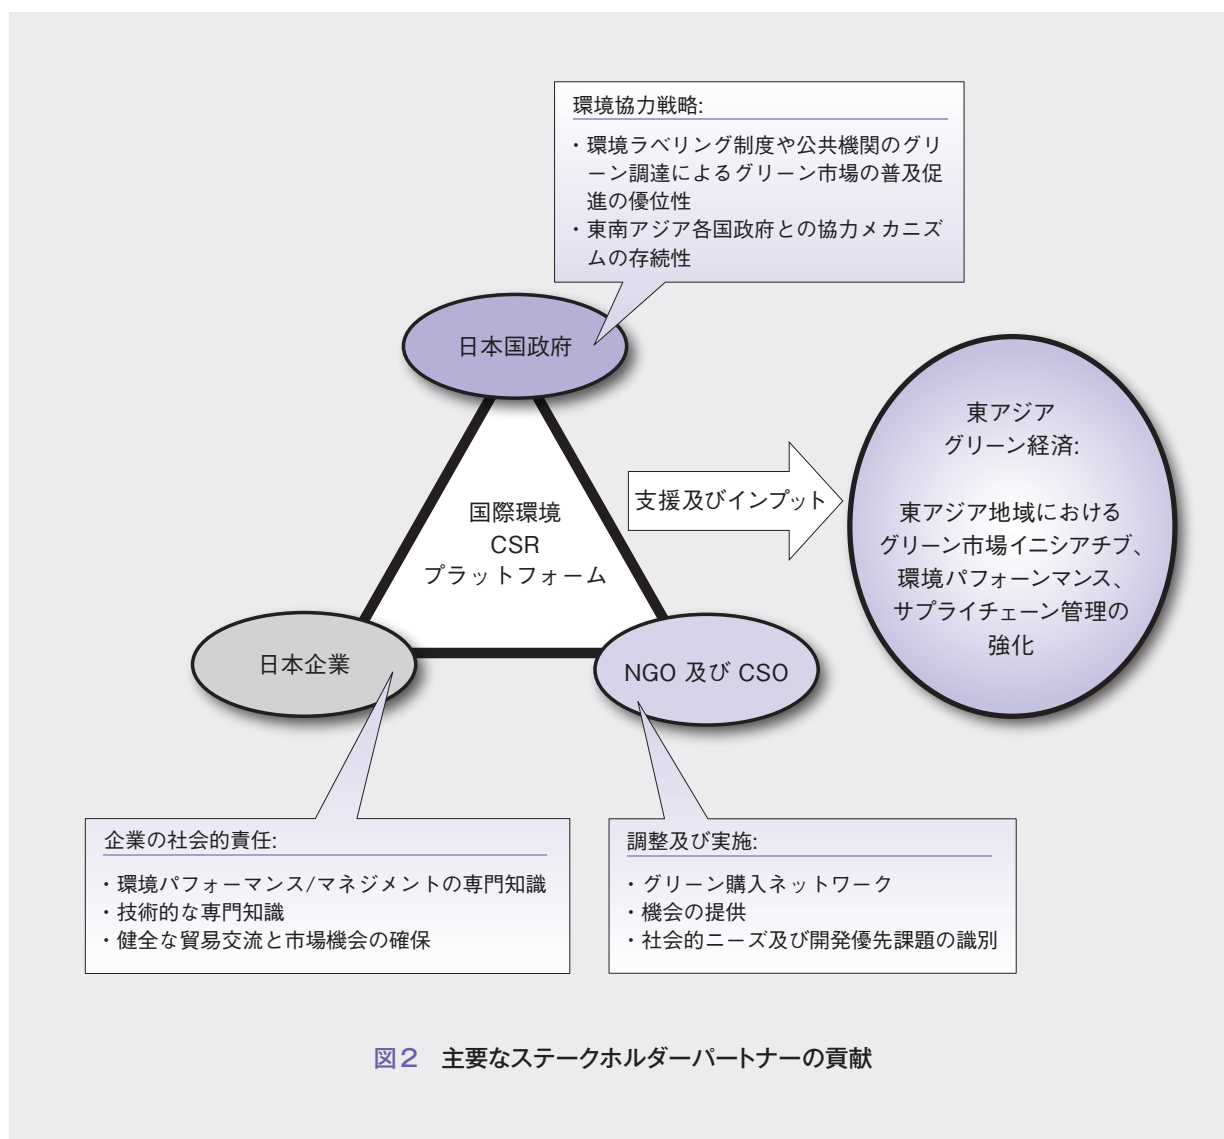 環境協力戦略:
・環境ラベリング制度や公共機関のグリ
ーン調達によるグリーン市場の普及促
進の優位性
・東南アジア各国政府との協力メカニズ
ムの存続性
日本国政府
国際環境
CSR
プラットフォーム
支援及びインプット
東アジア
グリーン経済:
東アジア地域における
グリーン市場イニシアチブ、
環境パフォーンマンス、
サプライチェーン管理の
強化
日本企業
NGO 及び CSO
企業の社会的責任:
・環境パフォーマンス/マネジメントの専門知識
・技術的な専門知識
・健全な貿易交流と市場機会の確保
調整及び実施:
・グリーン購入ネットワーク
・機会の提供
・社会的ニーズ及び開発優先課題の識別
図2 主要なステークホルダーパートナーの貢献